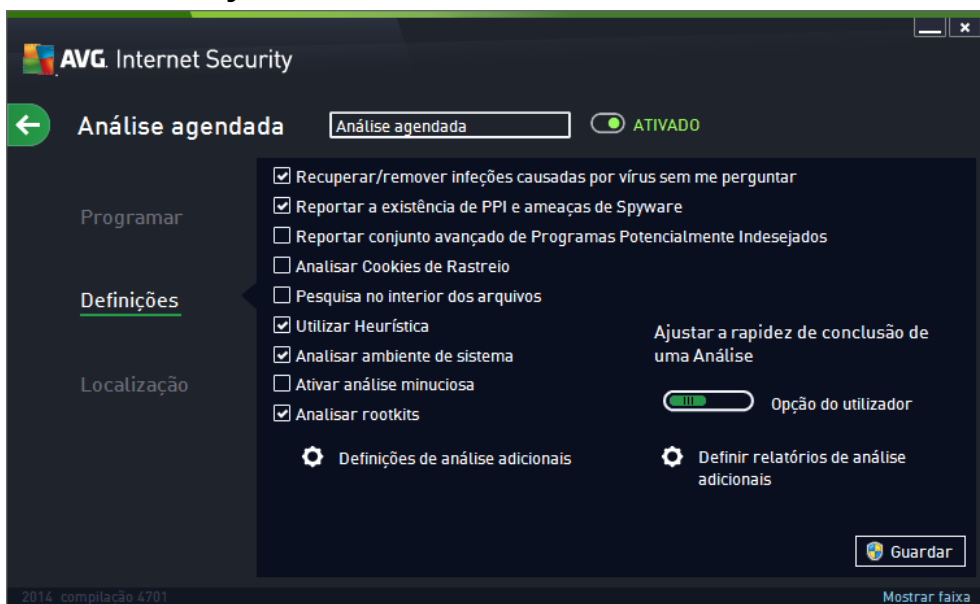 AVG. Internet Security
Análise agendada
Análise agendada
ATIVADO
Programar
Definições
Localização
Recuperar/remover infeções causadas por vírus sem me perguntar
Reportar a existência de PPI e ameaças de Spyware
Reportar conjunto avançado de Programas Potencialmente Indesejados
Analisar Cookies de Rastreio
Pesquisa no interior dos arquivos
Utilizar Heurística
Analisar ambiente de sistema
Ativar análise minuciosa
Analisar rootkits
Ajustar a rapidez de conclusão de
uma Análise
Opção do utilizador
Definições de análise adicionais
Definir relatórios de análise
adicionais
Guardar
2014 compilação 4701
Mostrar faixa